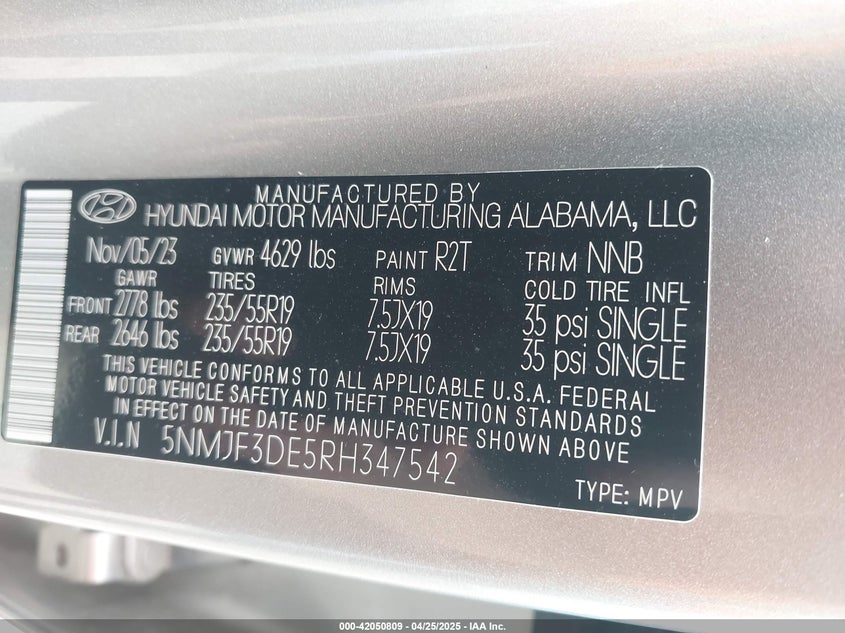 MANUFACTURED BY
HYUNDAI MOTOR MANUFACTURING ALABAMA, LLC
Nov/05/23 GVWR 4629 lbs PAINT R2T TRIM NNB
GAWR TIRES RIMS COLD TIRE INFL
FRONT 2778 lbs 235/55R19 7.5JX19 35 psi SINGLE
REAR 2646 lbs 235/55R19 7.5JX19 35 psi SINGLE
THIS VEHICLE CONFORMS TO ALL APPLICABLE U.S.A. FEDERAL
MOTOR VEHICLE SAFETY AND THEFT PREVENTION STANDARDS
IN EFFECT ON THE DATE OF MANUFACTURE SHOWN ABOVE
V.I.N 5NMJF3DE5RH347542
TYPE: MPV
000-42050809 - 04/25/2025 - IAA Inc.